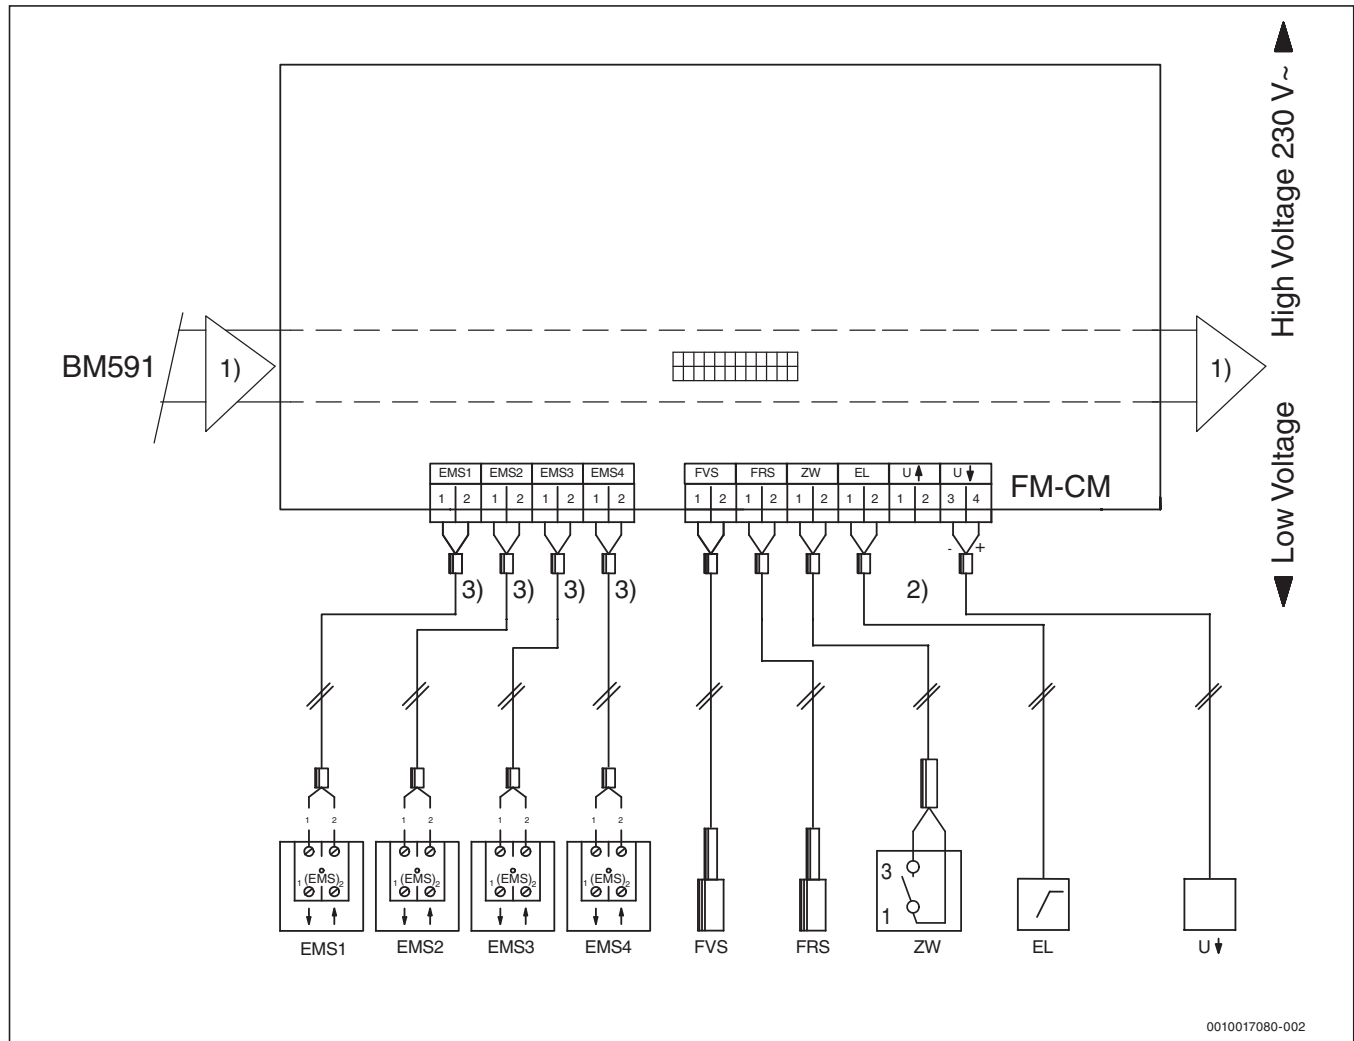 High Voltage 230 V~
Low Voltage
BM591
1)
1)
EMS1 EMS2 EMS3 EMS4
FVS FRS ZW EL U U
1 2 1 2 1 2 1 2
1 2 1 2 1 2 1 2 1 2 3 4
FM-CM
- +
3) 3) 3) 3)
2)
1 2 1 2 1 2 1 2
1 (EMS) 2 1 (EMS) 2 1 (EMS) 2 1 (EMS) 2
3
1
EMS1 EMS2 EMS3 EMS4 FVS FRS ZW EL U
0010017080-002